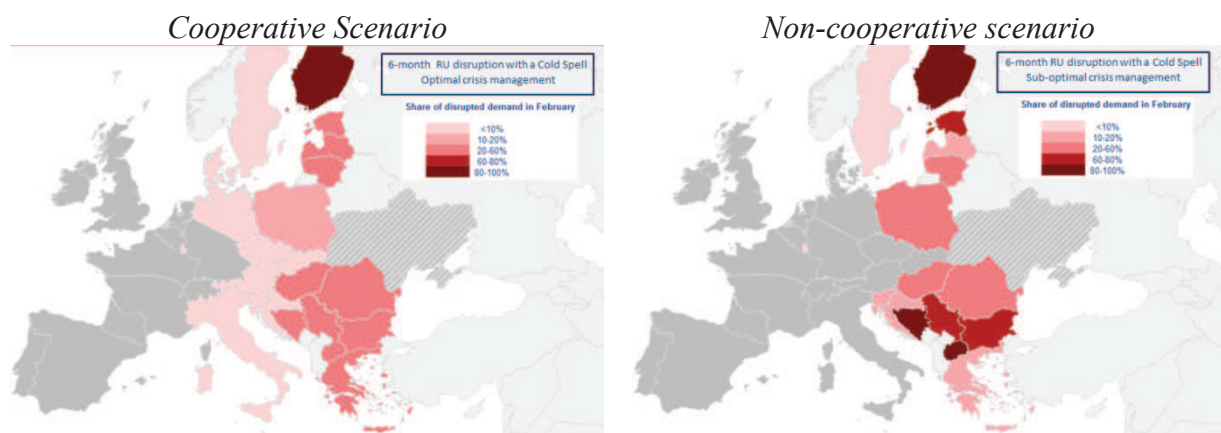 Cooperative Scenario
6-month RU disruption with a Cold Spell
Optimal crisis management
Share of disrupted demand in February
<10%
10-20%
20-60%
60-80%
80-100%
Non-cooperative scenario
6-month RU disruption with a Cold Spell
Sub-optimal crisis management
Share of disrupted demand in February
<10%
10-20%
20-60%
60-80%
80-100%